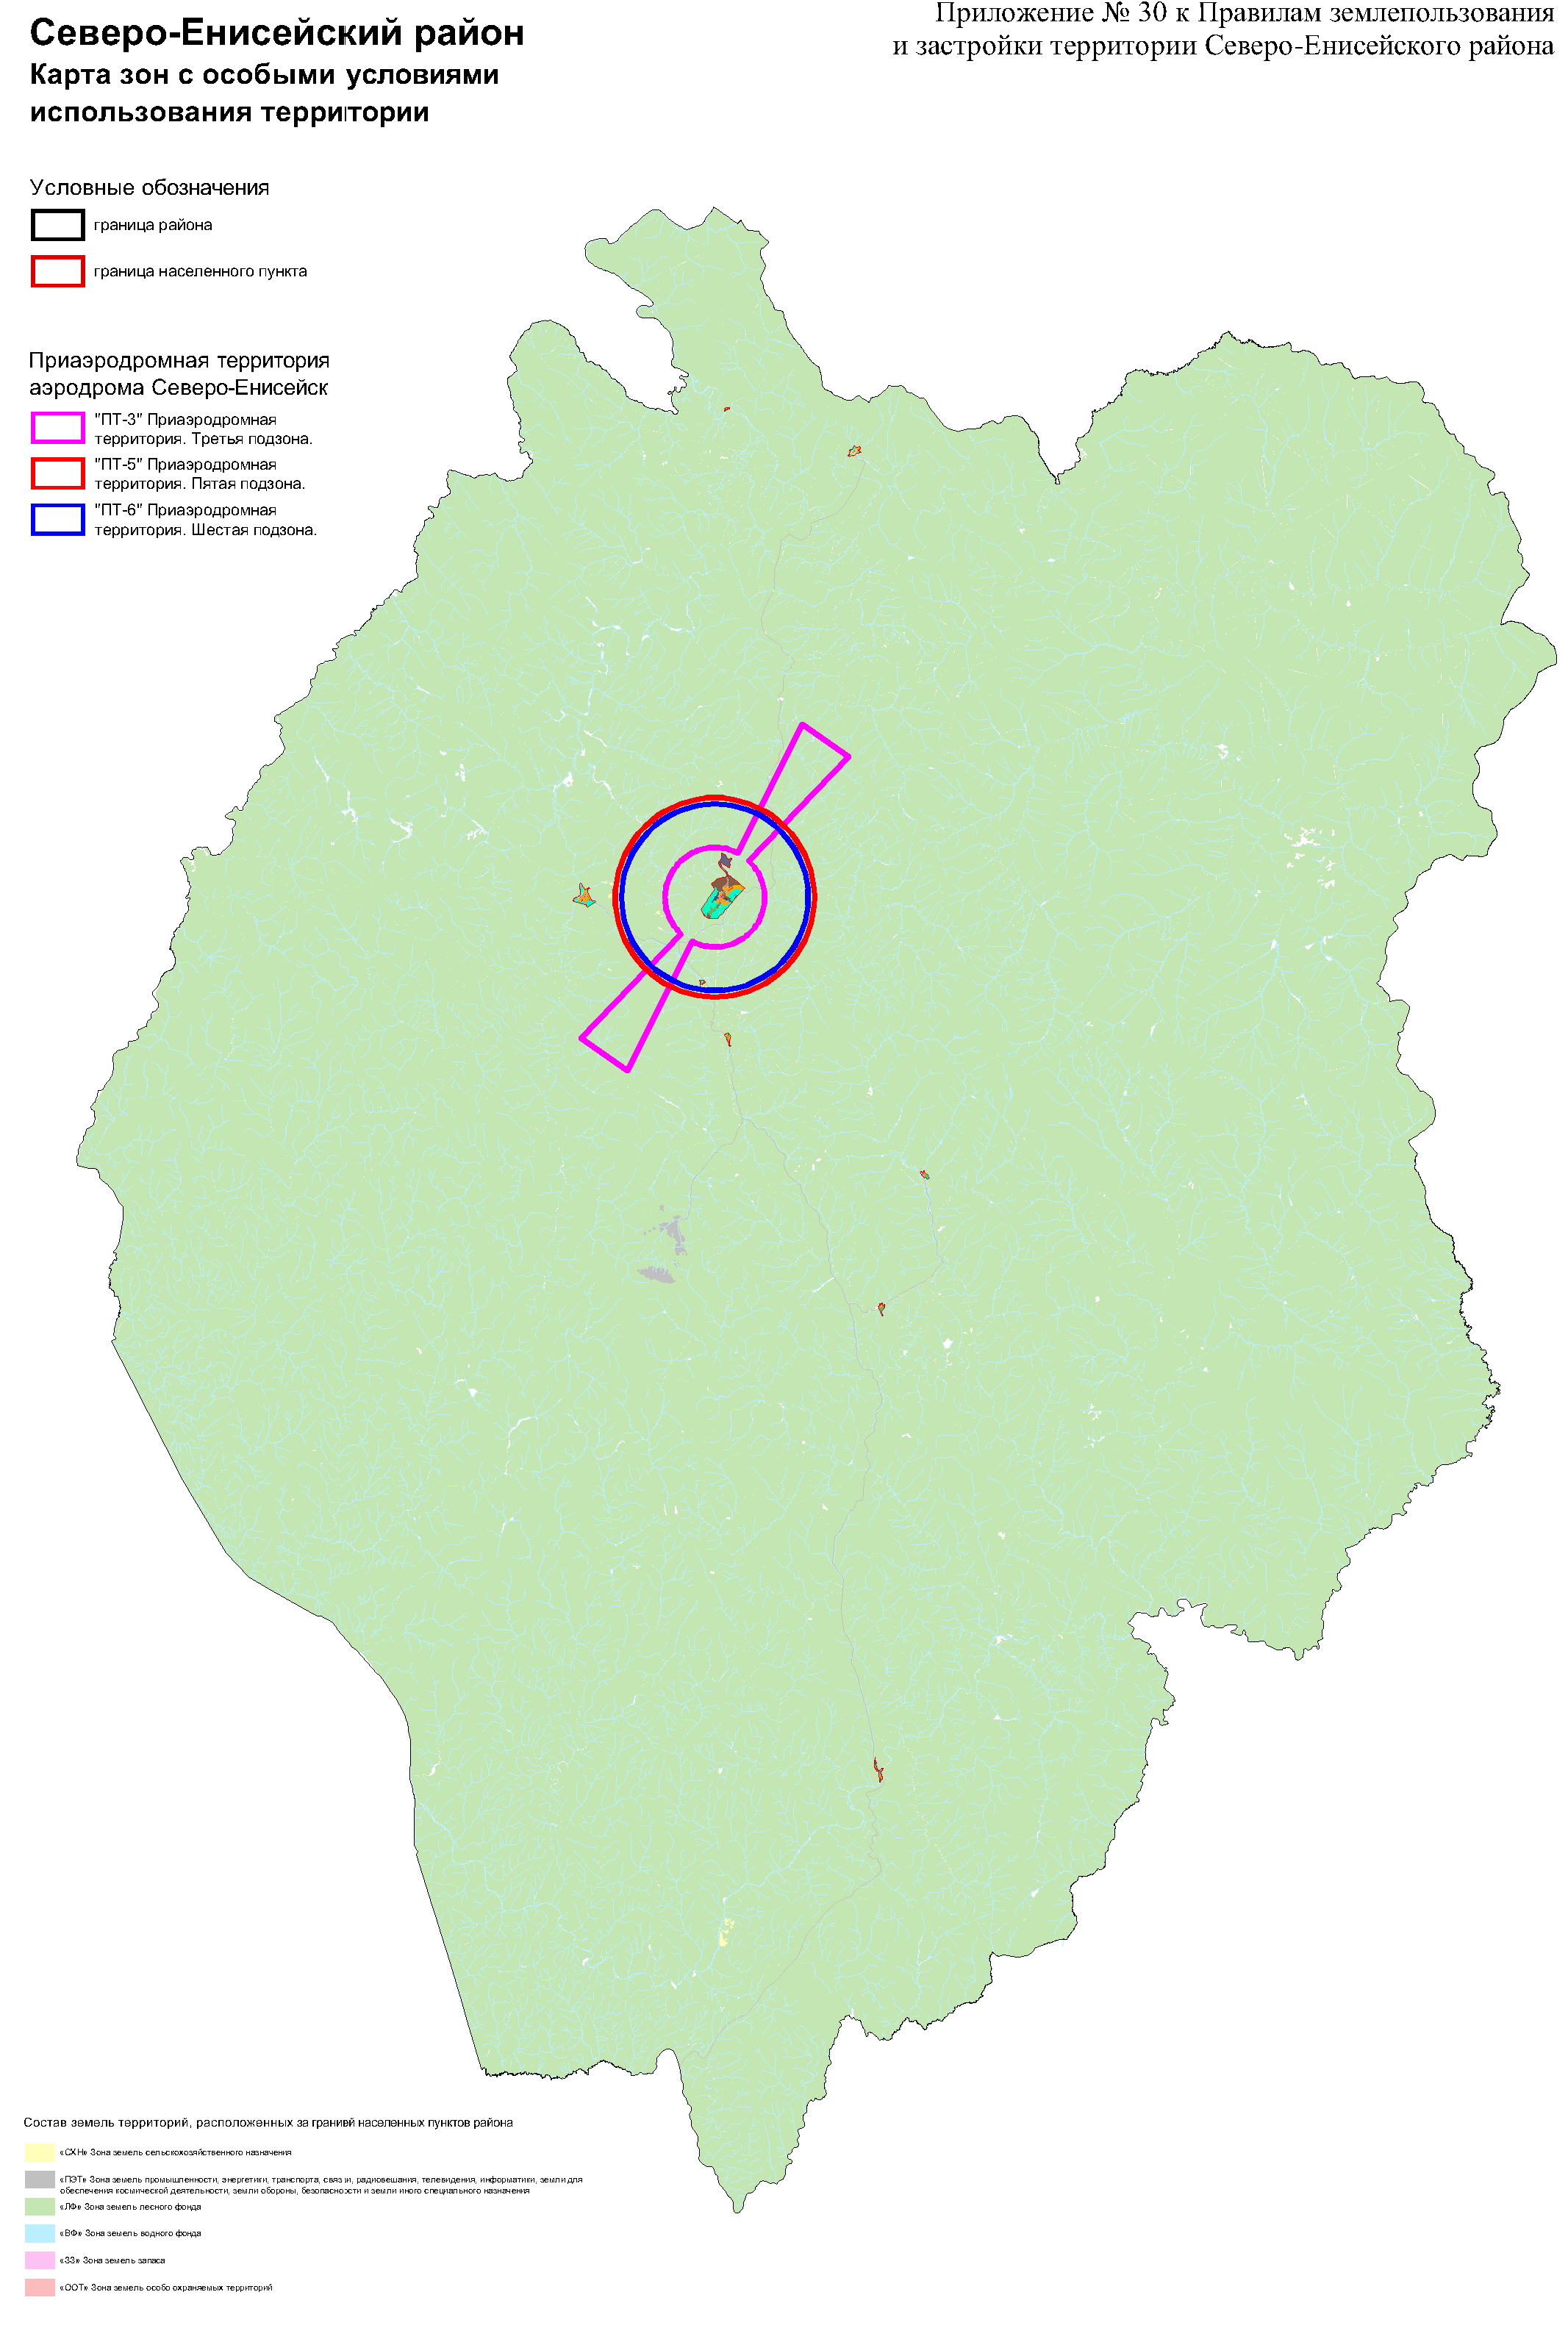 Северо-Енисейский район
Карта зон с особыми условиями
использования территории
Приложение № 30 к Правилам землепользования
и застройки территории Северо-Енисейского района
Условные обозначения
граница района
граница населенного пункта
Приаэродромная территория
аэродрома Северо-Енисейск
"ПТ-3" Приаэродромная
территория. Третья подзона.
"ПТ-5" Приаэродромная
территория. Пятая подзона.
"ПТ-6" Приаэродромная
территория. Шестая подзона.
Состав земель территорий, расположенных за границей населенных пунктов района
«СХН» Зона земель сельскохозяйственного назначения
«ПЭТ» Зона земель промышленности, энергетики, транспорта, связи, радиовещания, телевидения, информатики, земли для
обеспечения космической деятельности, земли обороны, безопасности и земли иного специального назначения
«ЛФ» Зона земель лесного фонда
«ВФ» Зона земель водного фонда
«ЗЗ» Зона земель запаса
«ООТ» Зона земель особо охраняемых территорий